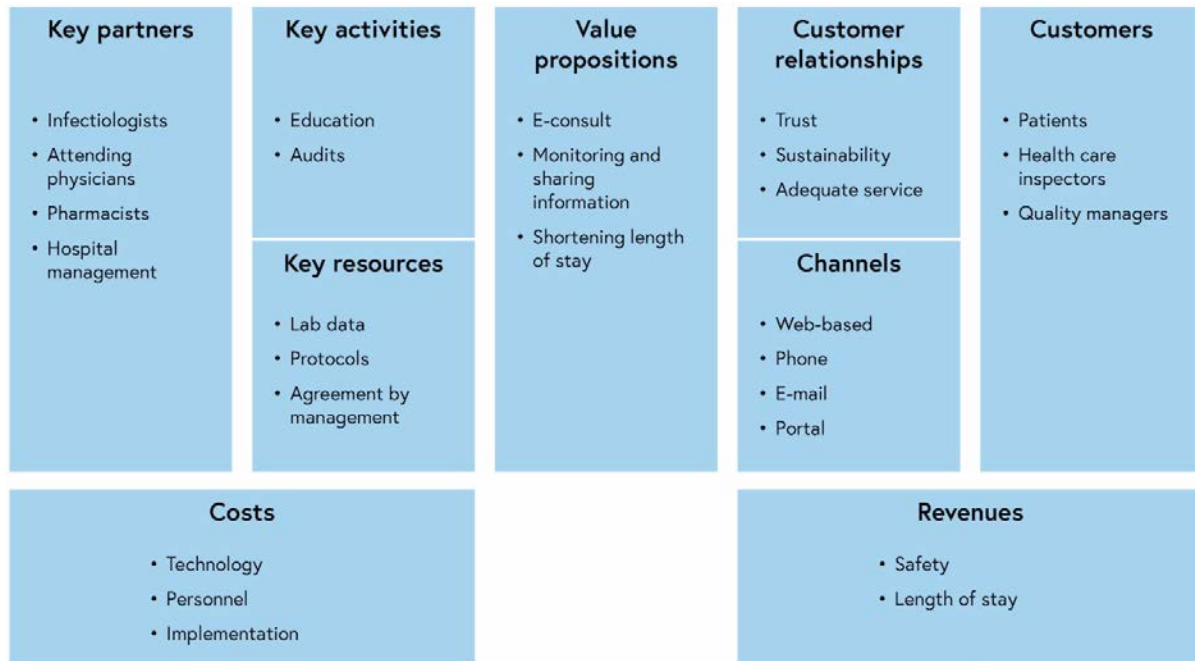 Key partners
• Infectiologists
• Attending
physicians
• Pharmacists
• Hospital
management
Key activities
• Education
• Audits
Key resources
• Lab data
• Protocols
• Agreement by
management
Value
propositions
• E-consult
• Monitoring and
sharing
information
• Shortening length
of stay
Customer
relationships
• Trust
• Sustainability
• Adequate service
Channels
• Web-based
• Phone
• E-mail
• Portal
Customers
• Patients
• Health care
inspectors
• Quality managers
Costs
• Technology
• Personnel
• Implementation
Revenues
• Safety
• Length of stay